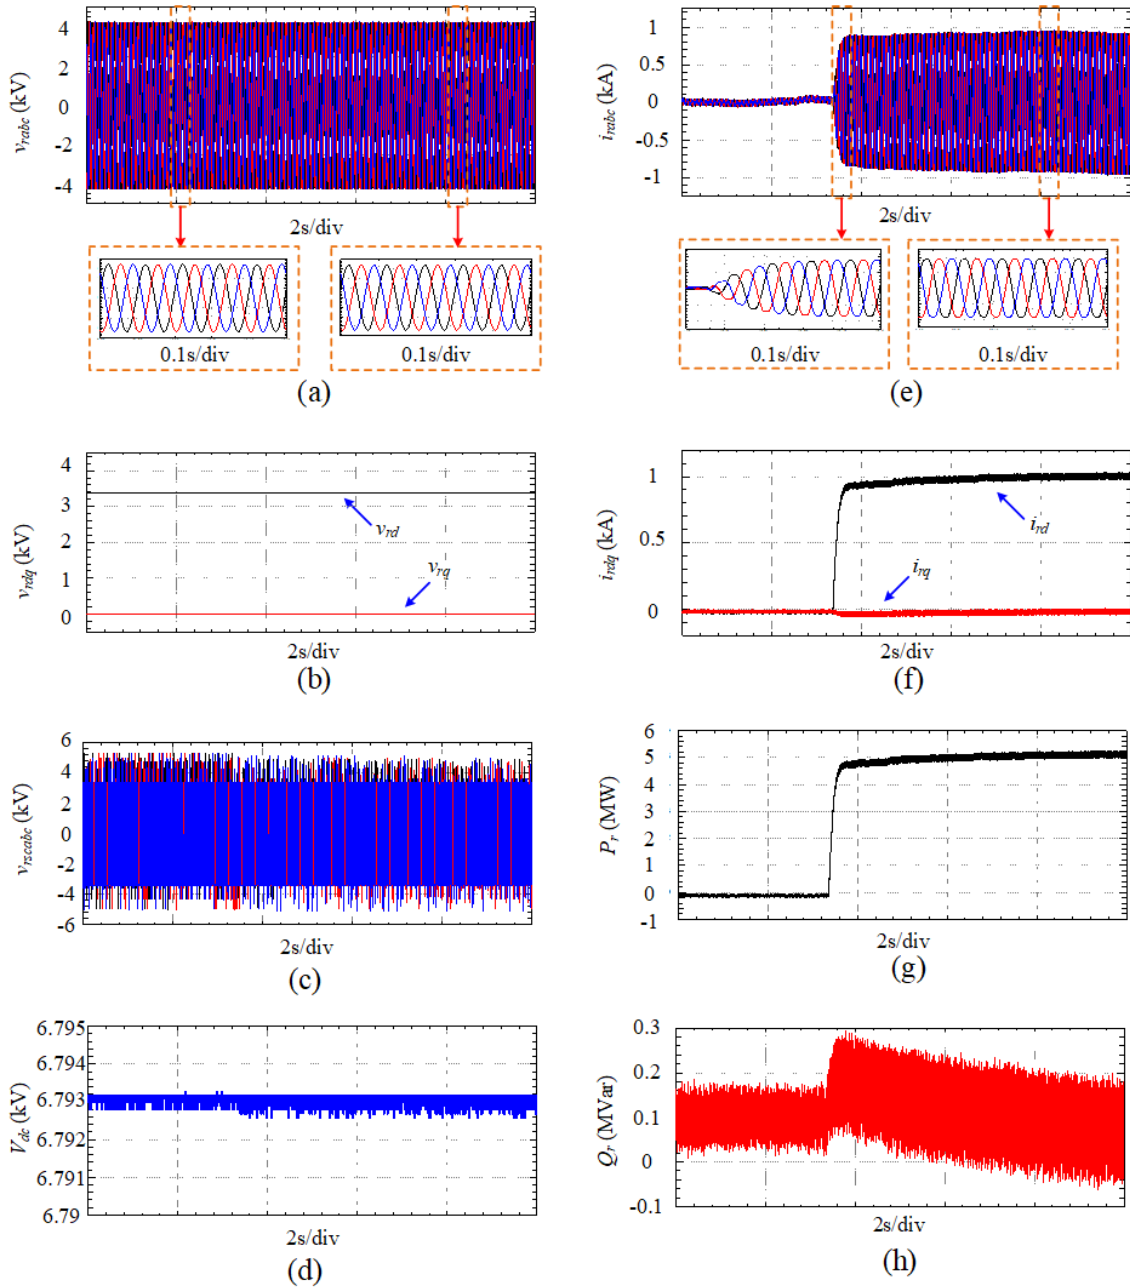 4
2
0
-2
-4
v_rabc (kV)
2s/div
0.1s/div
0.1s/div
(a)
1
0.5
0
-0.5
-1
i_rabc (kA)
2s/div
0.1s/div
0.1s/div
(e)
4
3
2
1
0
v_rdq (kV)
v_rd
v_rq
2s/div
(b)
1
0.5
0
i_rdq (kA)
i_rd
i_rq
2s/div
(f)
6
4
2
0
-2
-4
-6
v_rscabc (kV)
2s/div
(c)
6
5
4
3
2
1
0
-1
P_r (MW)
2s/div
(g)
6.795
6.794
6.793
6.792
6.791
6.79
V_dc (kV)
2s/div
(d)
0.3
0.2
0.1
0
-0.1
Q_r (MVar)
2s/div
(h)